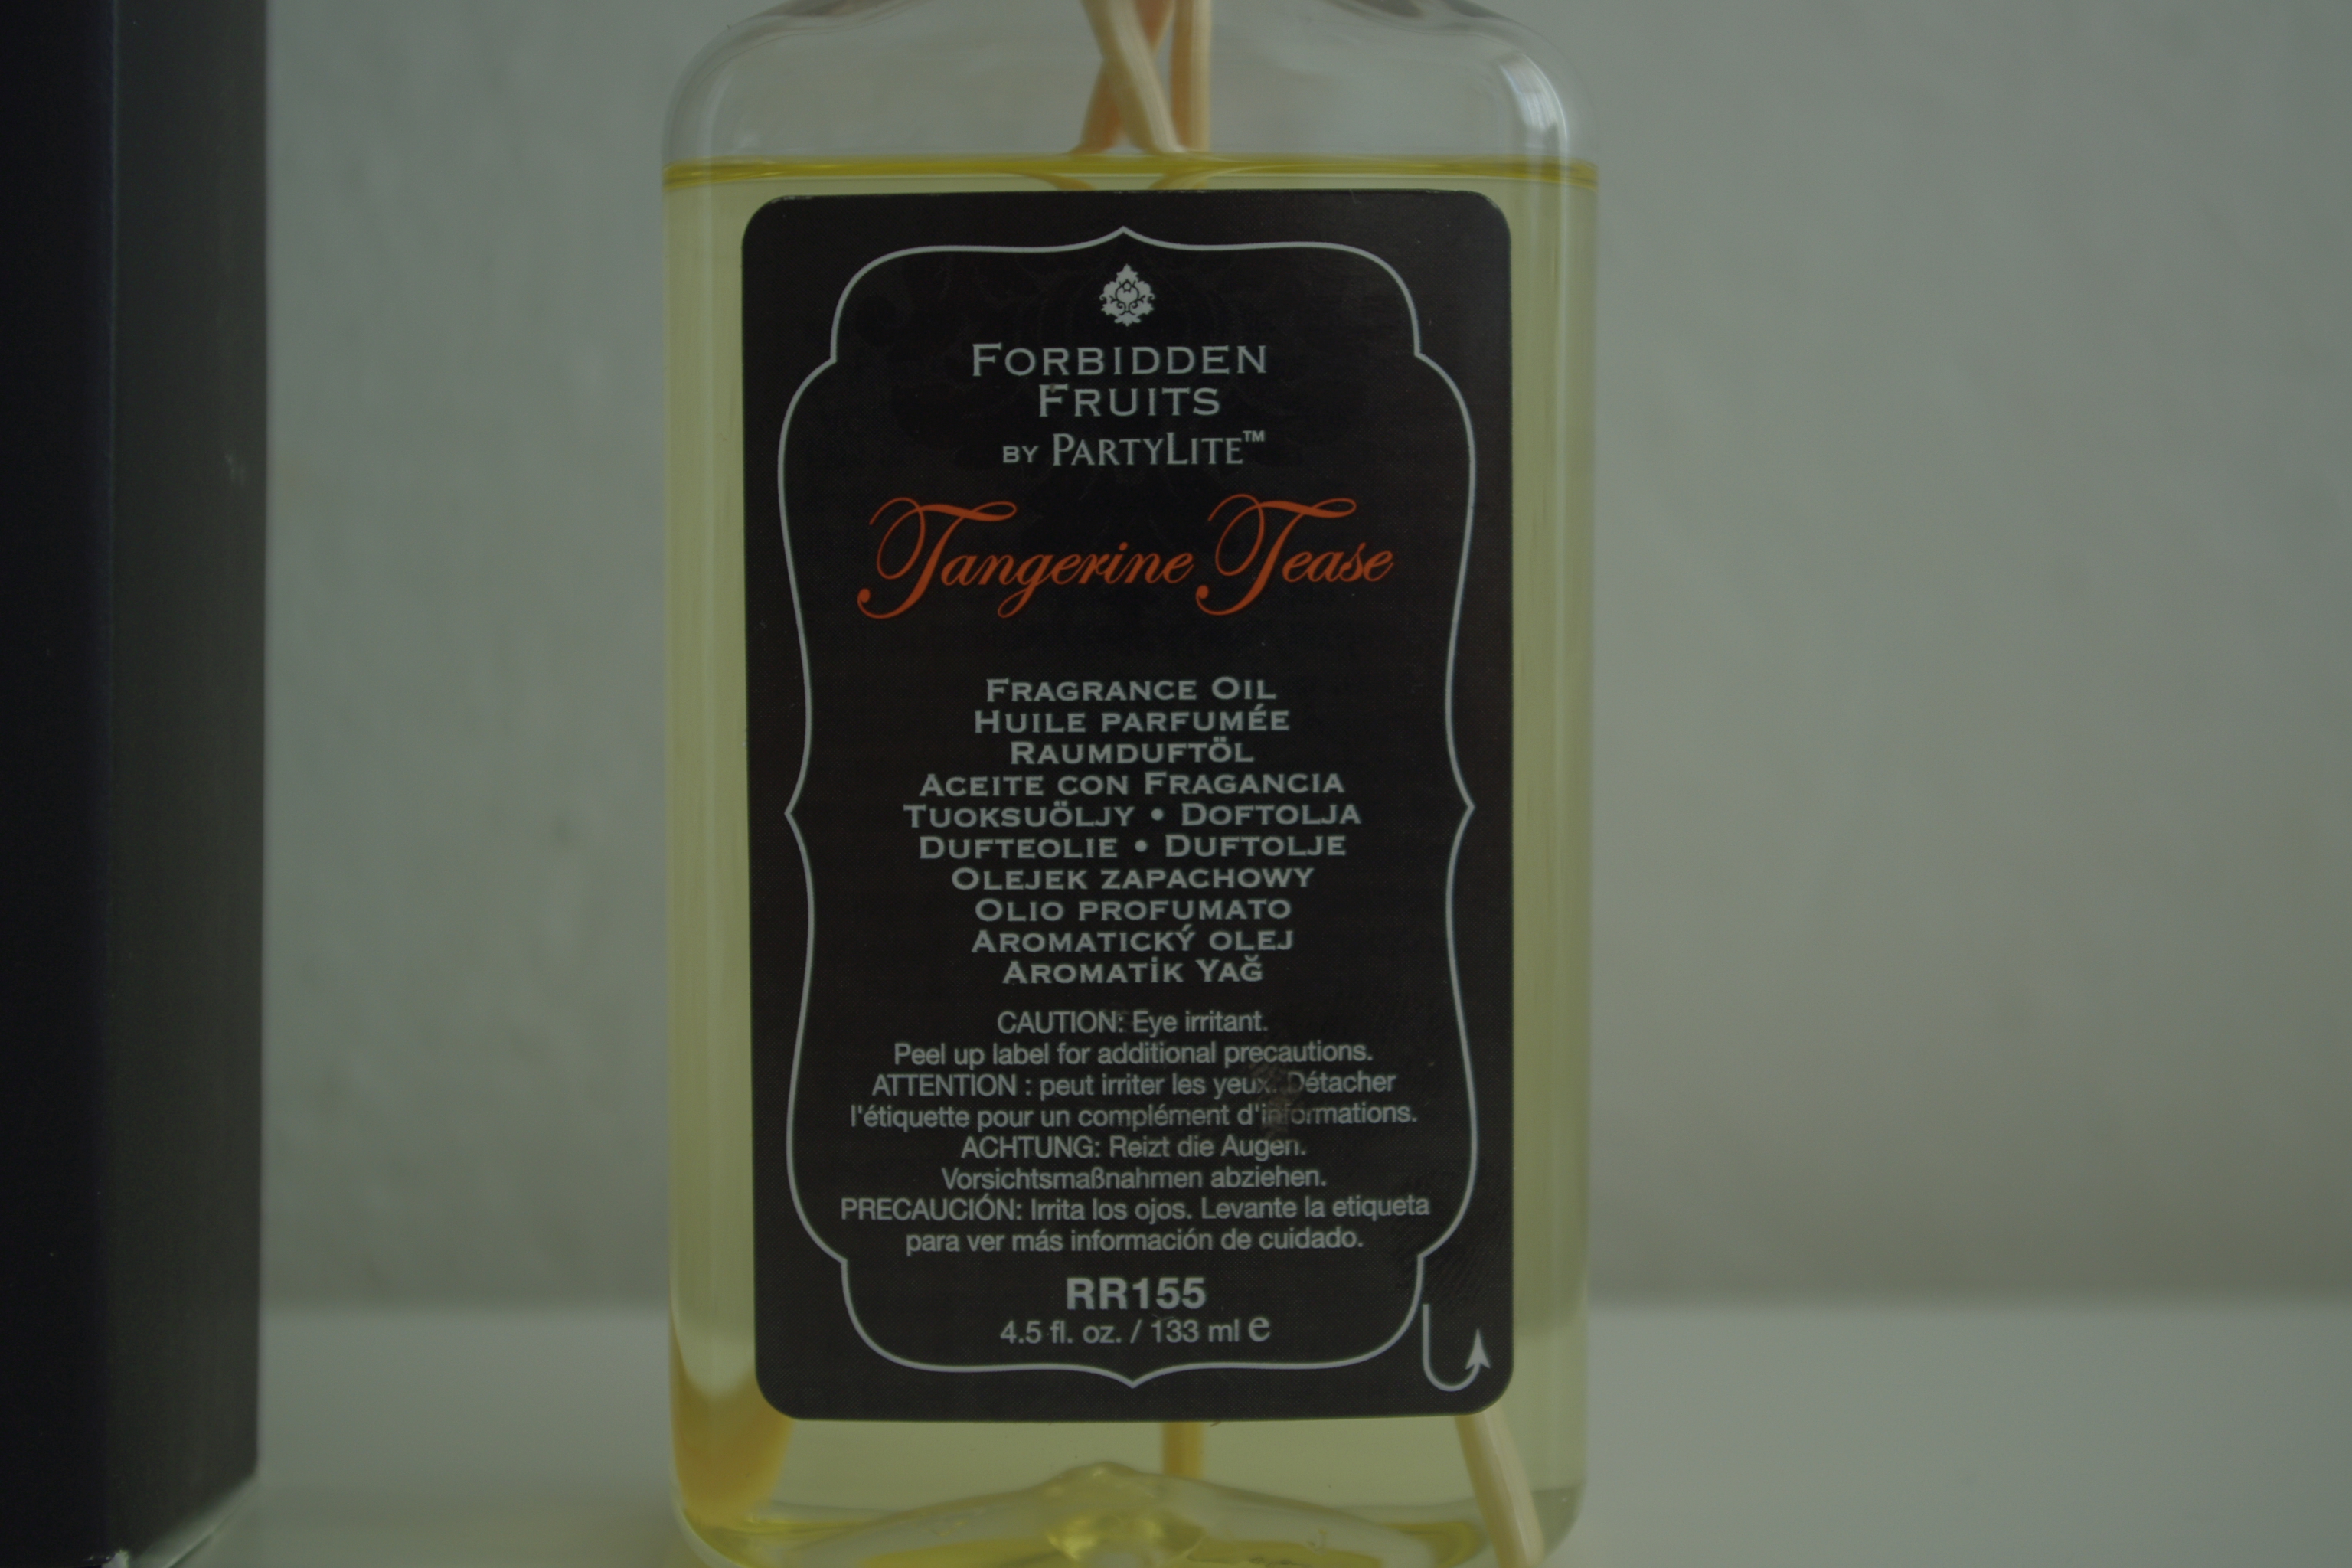 FORBIDDEN
FRUITS
BY PARTYLITE™
Tangerine Tease
FRAGRANCE OIL
HUILE PARFUMÉE
RAUMDUFTÖL
ACEITE CON FRAGANCIA
TUOKSUÖLJY • DOFTOLJA
DUFTEOLIE • DUFTOLJE
OLEJEK ZAPACHOWY
OLIO PROFUMATO
AROMATICKÝ OLEJ
AROMATİK YAĞ
CAUTION: Eye irritant.
Peel up label for additional precautions.
ATTENTION : peut irriter les yeux. Détacher
l'étiquette pour un complément d'informations.
ACHTUNG: Reizt die Augen.
Vorsichtsmaßnahmen abziehen.
PRECAUCIÓN: Irrita los ojos. Levante la etiqueta
para ver más información de cuidado.
RR155
4.5 fl. oz. / 133 ml e